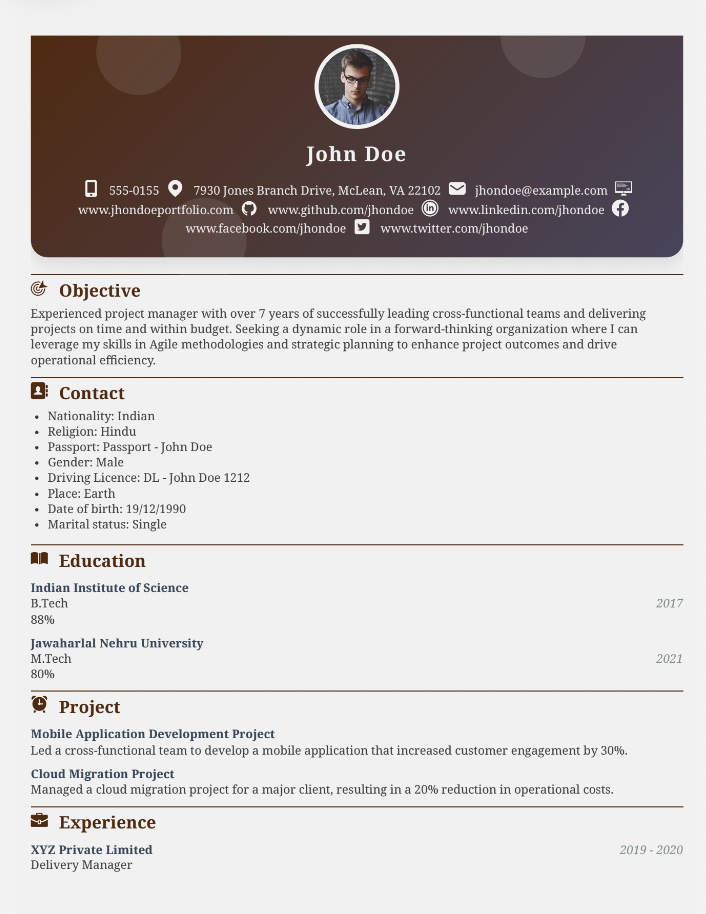 John Doe
555-0155 7930 Jones Branch Drive, McLean, VA 22102 jhondoe@example.com
www.jhondoeportfolio.com www.github.com/jhondoe www.linkedin.com/jhondoe
www.facebook.com/jhondoe www.twitter.com/jhondoe
Objective
Experienced project manager with over 7 years of successfully leading cross-functional teams and delivering
projects on time and within budget. Seeking a dynamic role in a forward-thinking organization where I can
leverage my skills in Agile methodologies and strategic planning to enhance project outcomes and drive
operational efficiency.
Contact
• Nationality: Indian
• Religion: Hindu
• Passport: Passport - John Doe
• Gender: Male
• Driving Licence: DL - John Doe 1212
• Place: Earth
• Date of birth: 19/12/1990
• Marital status: Single
Education
Indian Institute of Science
B.Tech 2017
88%
Jawaharlal Nehru University
M.Tech 2021
80%
Project
Mobile Application Development Project
Led a cross-functional team to develop a mobile application that increased customer engagement by 30%.
Cloud Migration Project
Managed a cloud migration project for a major client, resulting in a 20% reduction in operational costs.
Experience
XYZ Private Limited 2019 - 2020
Delivery Manager